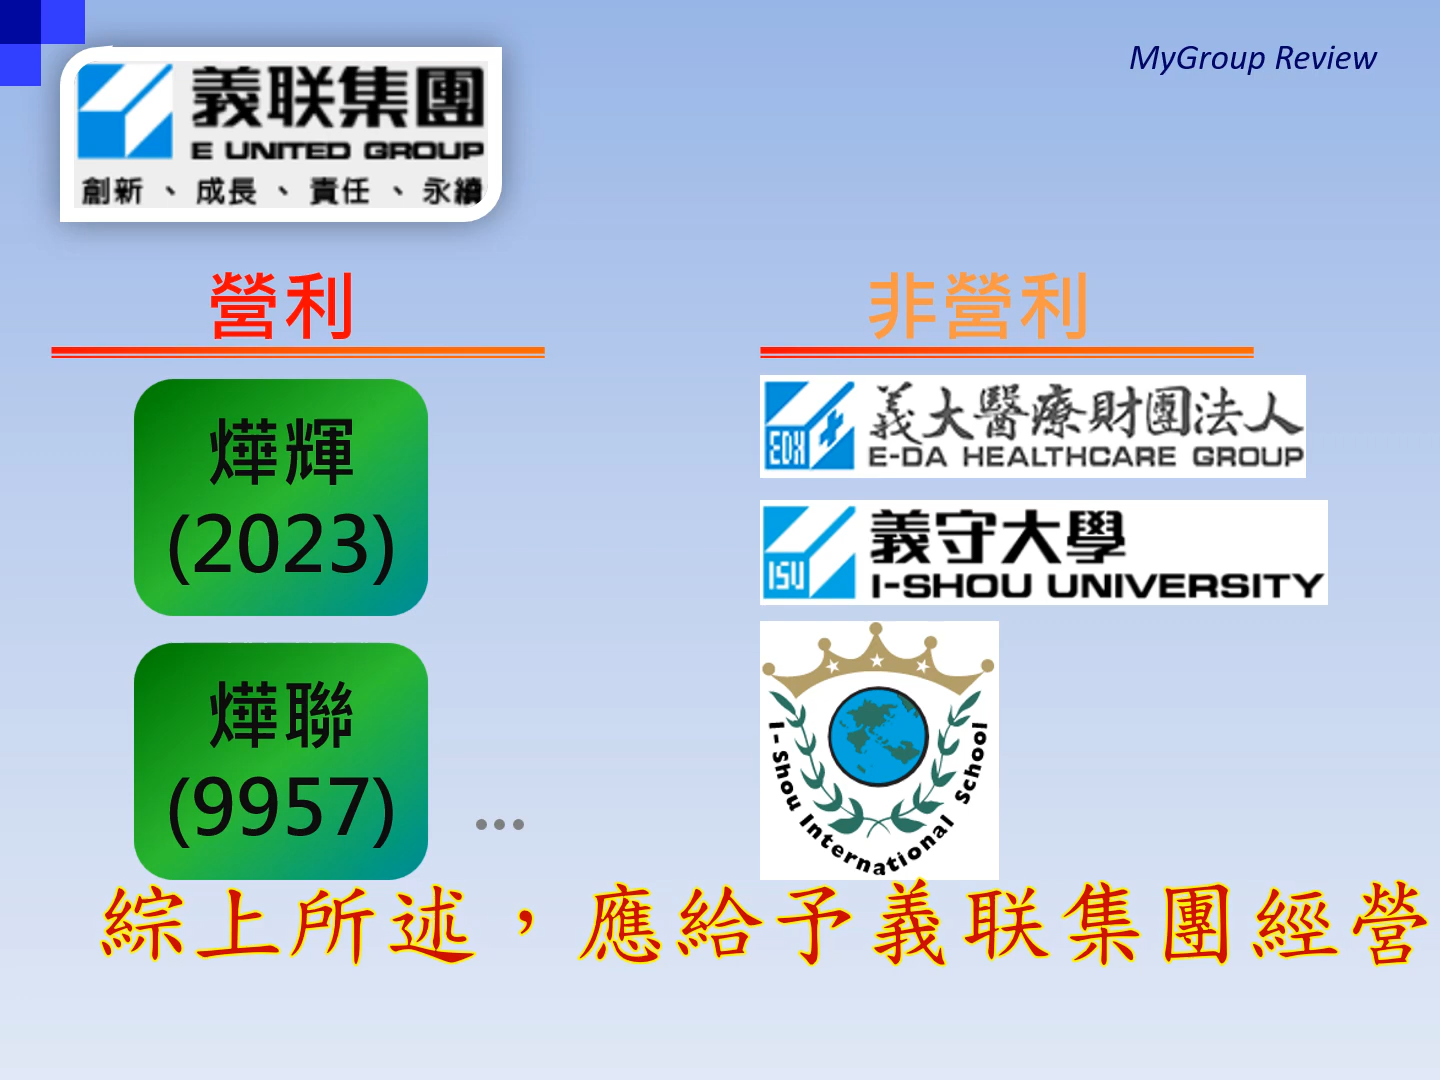 MyGroup Review
義联集團
E UNITED GROUP
創新、成長、責任、永續
營利
燁輝
(2023)
燁聯
(9957)
...
非營利
EDH
義大醫療財團法人
E-DA HEALTHCARE GROUP
ISU
義守大學
I-SHOU UNIVERSITY
I-Shou International School
綜上所述，應給予義联集團經營